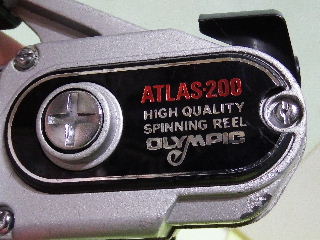 ATLAS-200
HIGH QUALITY
SPINNING REEL
OLYMPIC